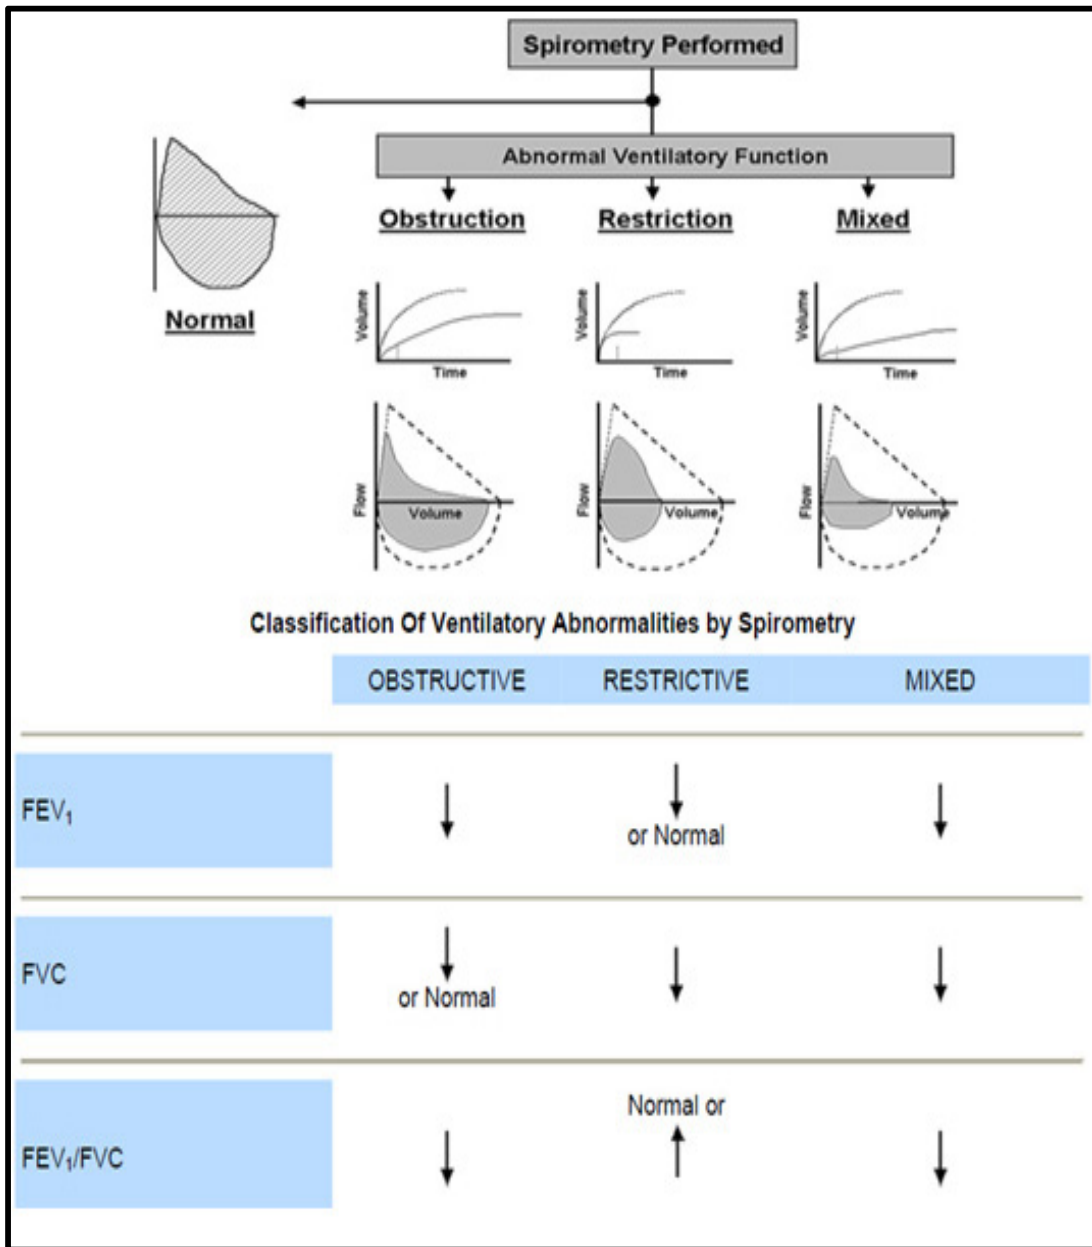 Spirometry Performed
Abnormal Ventilatory Function
Obstruction Restriction Mixed
Normal
Volume Volume Volume
Time Time Time
Flow Flow Flow
Volume Volume Volume
Classification Of Ventilatory Abnormalities by Spirometry
OBSTRUCTIVE RESTRICTIVE MIXED
FEV₁
or Normal
FVC
or Normal
Normal or
FEV₁/FVC